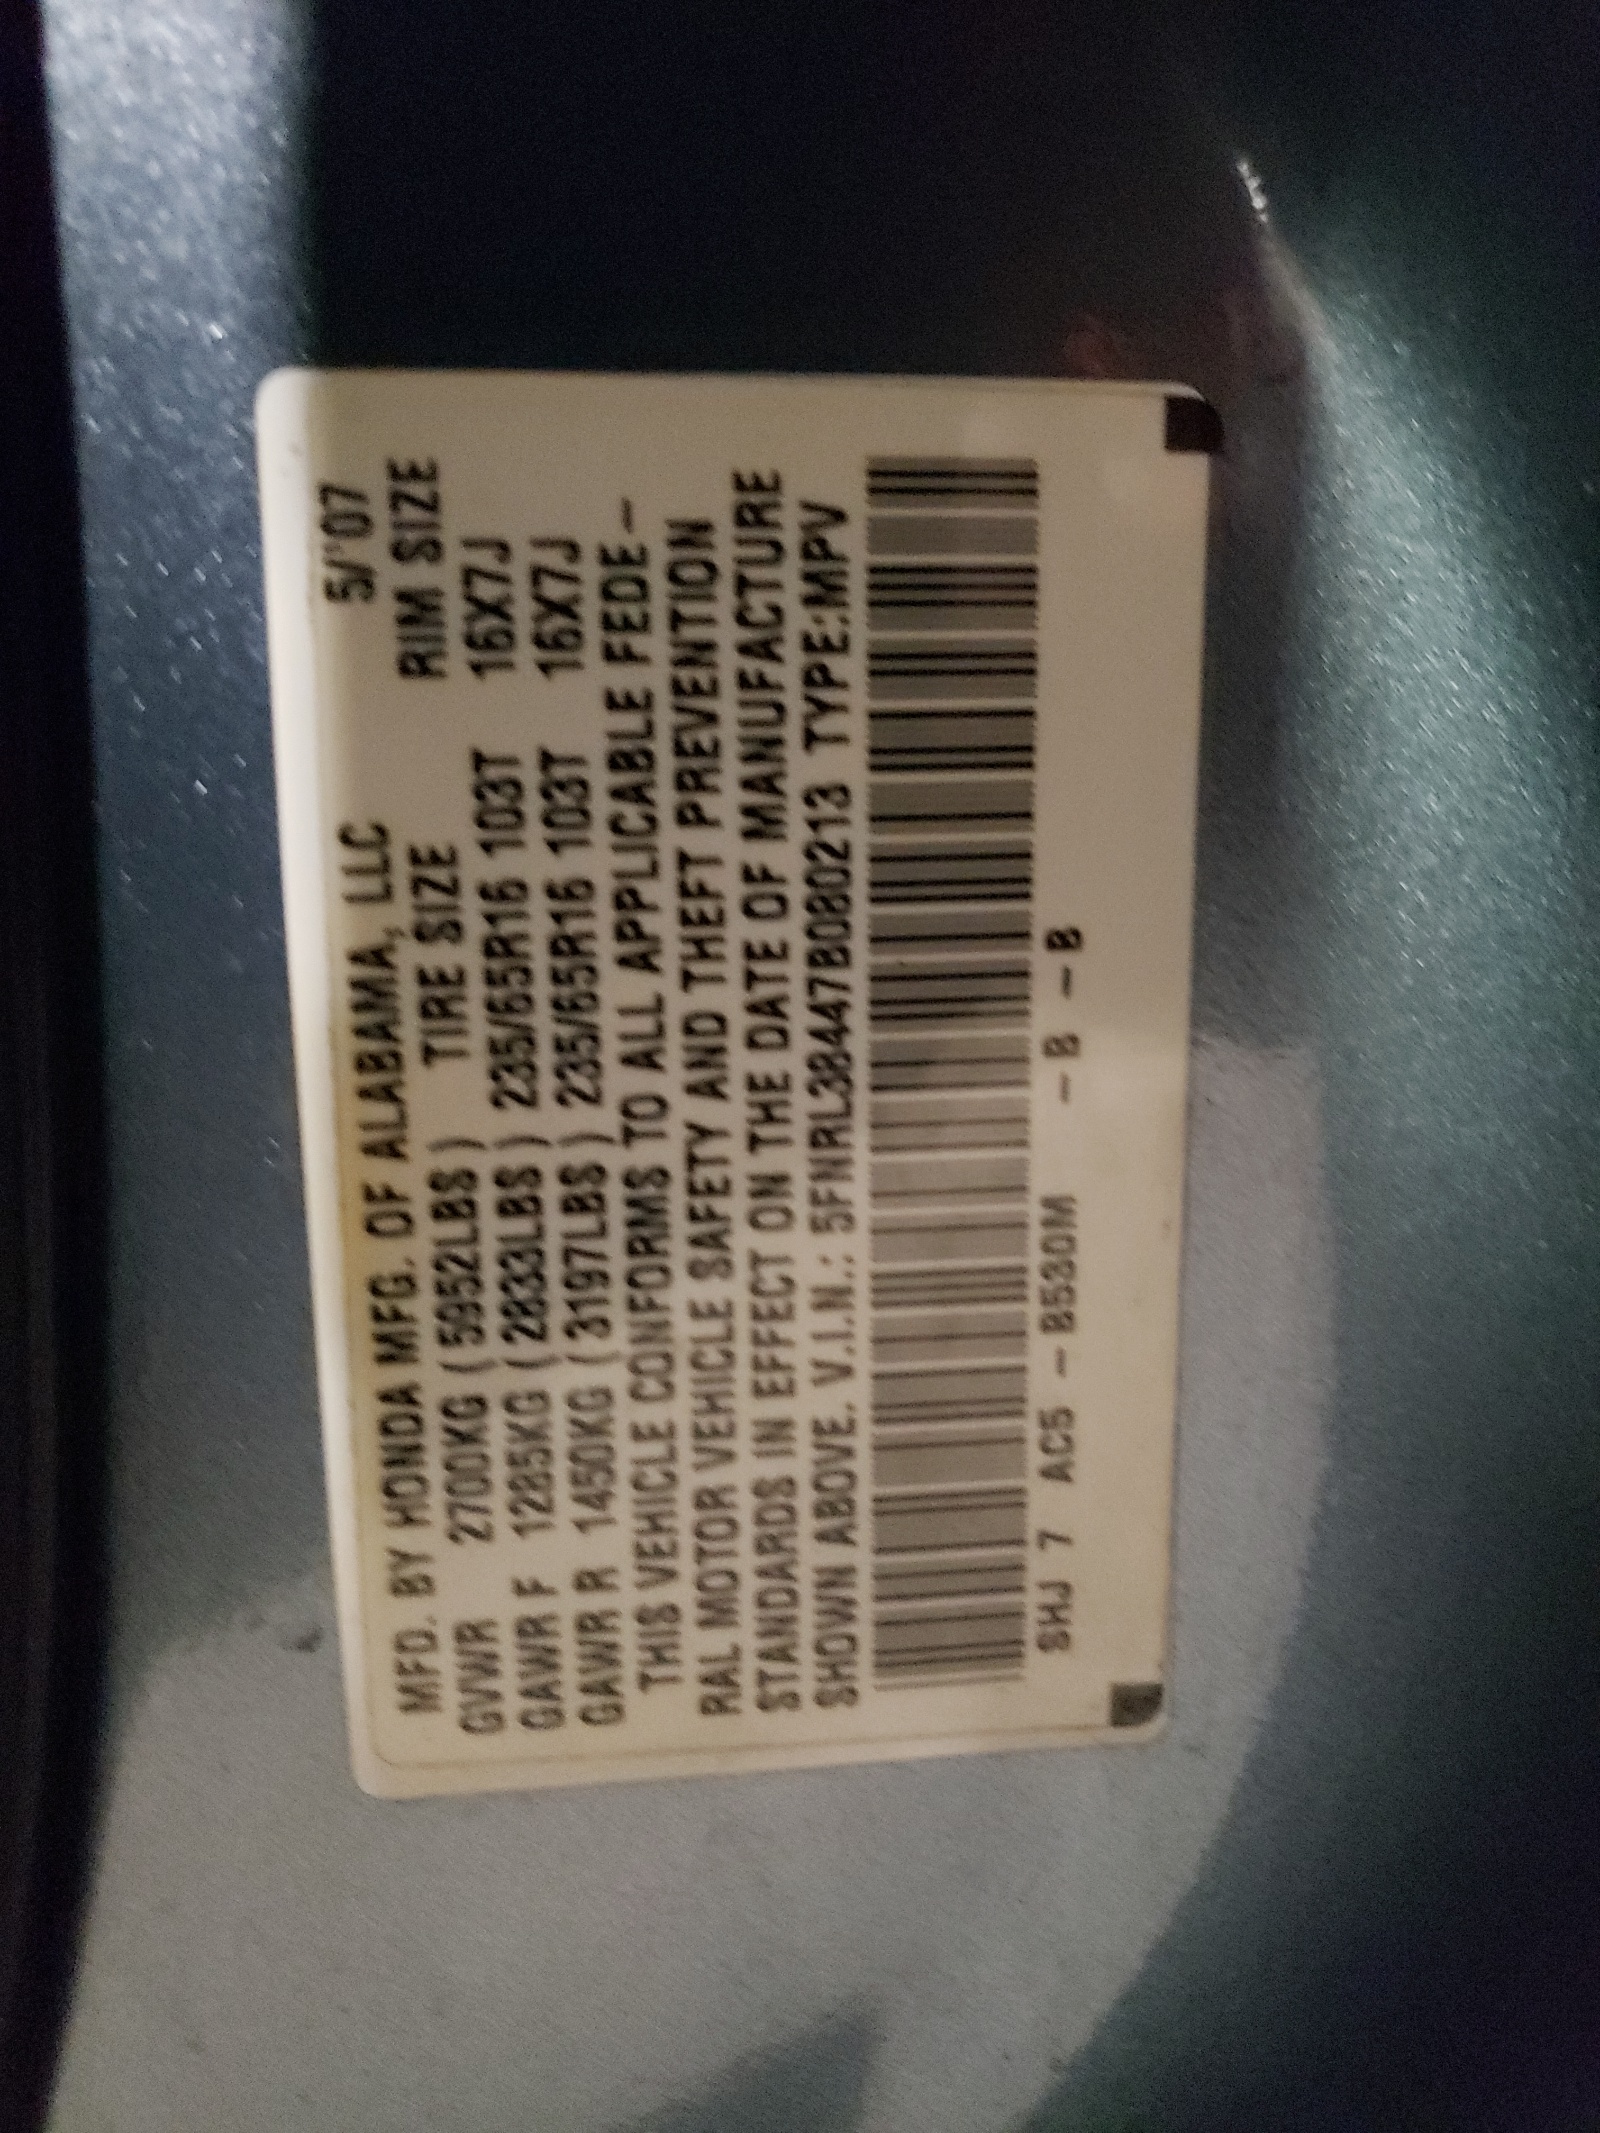 MFD. BY HONDA MFG. OF ALABAMA, LLC 5/'07
GVWR 2700KG (5952LBS) TIRE SIZE RIM SIZE
GAWR F 1285KG (2833LBS) 235/65R16 103T 16X7J
GAWR R 1450KG (3197LBS) 235/65R16 103T 16X7J
THIS VEHICLE CONFORMS TO ALL APPLICABLE FEDE-
RAL MOTOR VEHICLE SAFETY AND THEFT PREVENTION
STANDARDS IN EFFECT ON THE DATE OF MANUFACTURE
SHOWN ABOVE. V.I.N.: 5FNRL38447B080213 TYPE:MPV
SHJ 7 AC5 -B530M -B -B